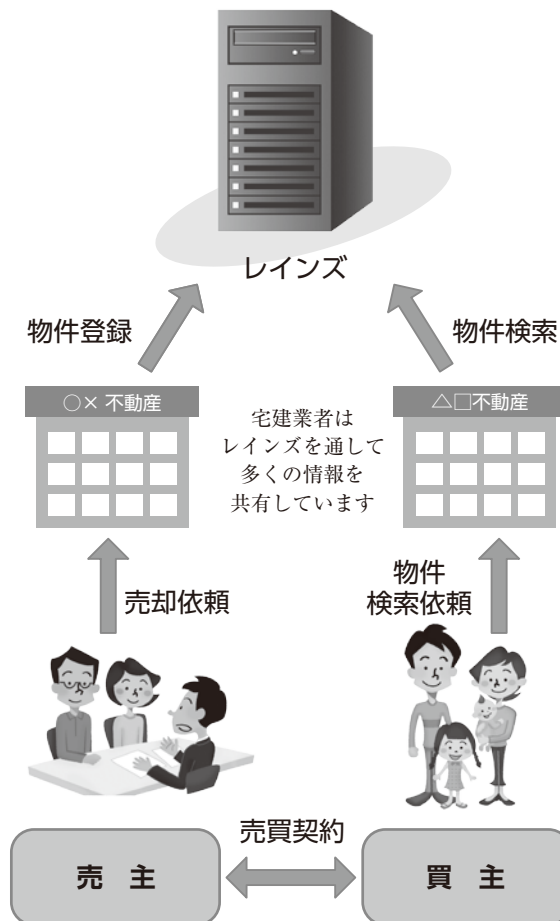 レインズ
物件登録
物件検索
○× 不動産
△□不動産
宅建業者は
レインズを通して
多くの情報を
共有しています
売却依頼
物件
検索依頼
売買契約
売 主
買 主